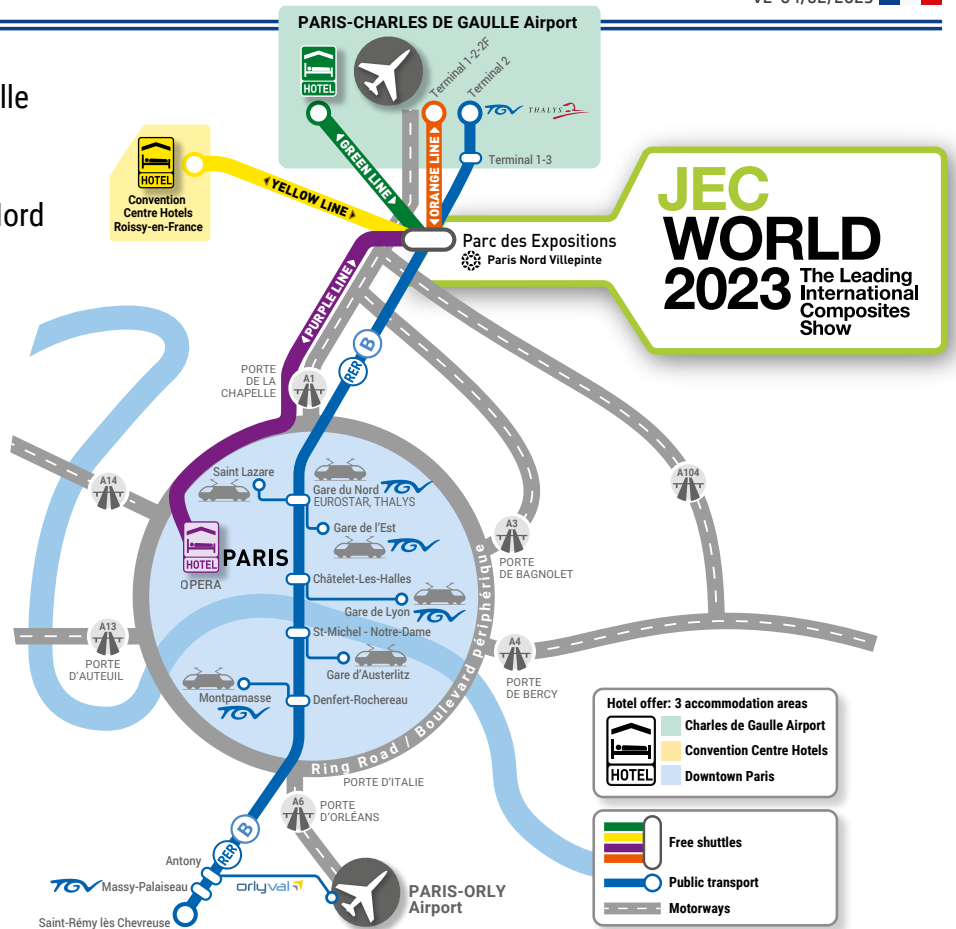 V2-04/02/2023
PARIS-CHARLES DE GAULLE Airport
HOTEL
Terminal 1-2-2F
Terminal 2
TGV
THALYS
Terminal 1-3
lle
Nord
HOTEL
Convention
Centre Hotels
Roissy-en-France
YELLOW LINE
GREEN LINE
ORANGE LINE
PURPLE LINE
Parc des Expositions
Paris Nord Villepinte
JEC
WORLD
2023
The Leading
International
Composites
Show
RER B
PORTE
DE LA
CHAPELLE
A1
A14
A104
A3
PORTE
DE BAGNOLET
Saint Lazare
Gare du Nord TGV
EUROSTAR, THALYS
Gare de l'Est
TGV
HOTEL
OPERA
PARIS
Châtelet-Les-Halles
Gare de Lyon TGV
St-Michel - Notre-Dame
Gare d'Austerlitz
Montparnasse
TGV
Denfert-Rochereau
Ring Road / Boulevard périphérique
A13
PORTE
D'AUTEUIL
A4
PORTE
DE BERCY
PORTE D'ITALIE
A6
PORTE
D'ORLÉANS
RER B
Antony
TGV Massy-Palaiseau
orlyval
Saint-Rémy lès Chevreuse
PARIS-ORLY
Airport
Hotel offer: 3 accommodation areas
HOTEL
Charles de Gaulle Airport
Convention Centre Hotels
Downtown Paris
Free shuttles
Public transport
Motorways